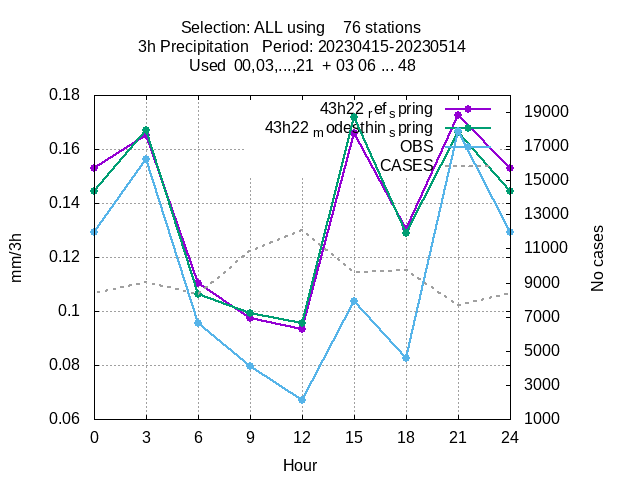 Selection: ALL using 76 stations
3h Precipitation Period: 20230415-20230514
Used 00,03,...,21 + 03 06 ... 48
43h22 ref spring
43h22 modesthin spring
OBS
CASES
0.18
0.16
0.14
0.12
0.1
0.08
0.06
mm/3h
19000
17000
15000
13000
11000
9000
7000
5000
3000
1000
No cases
0 3 6 9 12 15 18 21 24
Hour